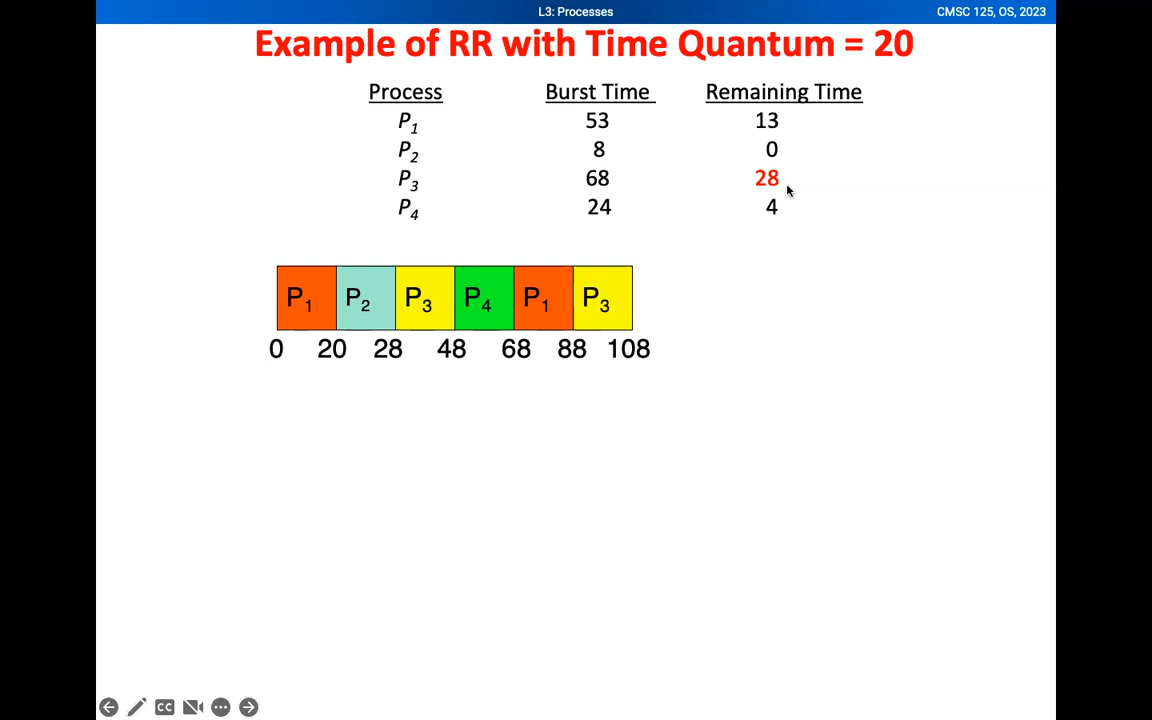 L3: Processes CMSC 125, OS, 2023
Example of RR with Time Quantum = 20
Process Burst Time Remaining Time
P1 53 13
P2 8 0
P3 68 28
P4 24 4
P1 P2 P3 P4 P1 P3
0 20 28 48 68 88 108
CC